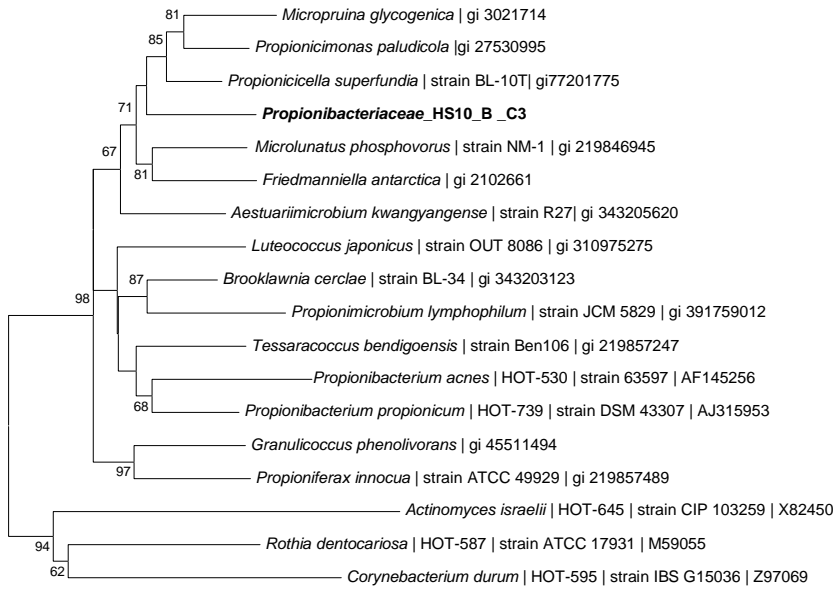 81
Micropruina glycogenica | gi 3021714
85
Propionicimonas paludicola |gi 27530995
Propionicicella superfundia | strain BL-10T| gi77201775
71
Propionibacteriaceae_HS10_B _C3
67
Microlunatus phosphovorus | strain NM-1 | gi 219846945
81
Friedmanniella antarctica | gi 2102661
Aestuariimicrobium kwangyangense | strain R27| gi 343205620
Luteococcus japonicus | strain OUT 8086 | gi 310975275
87
Brooklawnia cerclae | strain BL-34 | gi 343203123
98
Propionimicrobium lymphophilum | strain JCM 5829 | gi 391759012
Tessaracoccus bendigoensis | strain Ben106 | gi 219857247
Propionibacterium acnes | HOT-530 | strain 63597 | AF145256
68
Propionibacterium propionicum | HOT-739 | strain DSM 43307 | AJ315953
Granulicoccus phenolivorans | gi 45511494
97
Propioniferax innocua | strain ATCC 49929 | gi 219857489
Actinomyces israelii | HOT-645 | strain CIP 103259 | X82450
94
Rothia dentocariosa | HOT-587 | strain ATCC 17931 | M59055
62
Corynebacterium durum | HOT-595 | strain IBS G15036 | Z97069